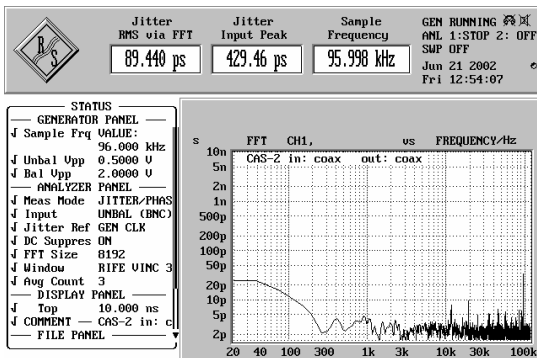 Jitter
RMS via FFT
89.440 ps
Jitter
Input Peak
429.46 ps
Sample
Frequency
95.998 kHz
GEN RUNNING
ANL 1:STOP 2: OFF
SWP OFF
Jun 21 2002
Fri 12:54:07
R S
STATUS
GENERATOR PANEL
Sample Frq VALUE:
96.000 kHz
Unbal Vpp 0.5000 V
Bal Vpp 2.0000 V
ANALYZER PANEL
Meas Mode JITTER/PHAS
Input UNBAL (BNC)
Jitter Ref GEN CLK
DC Suppres ON
FFT Size 8192
Window RIFE VINC 3
Avg Count 3
DISPLAY PANEL
Top 10.000 ns
COMMENT — CAS-2 in: c
FILE PANEL
s FFT CH1, vs FREQUENCY/Hz
CAS-2 in: coax out: coax
10n
5n
2n
1n
500p
200p
100p
50p
20p
10p
5p
2p
20 40 100 300 1k 3k 10k 30k 100k